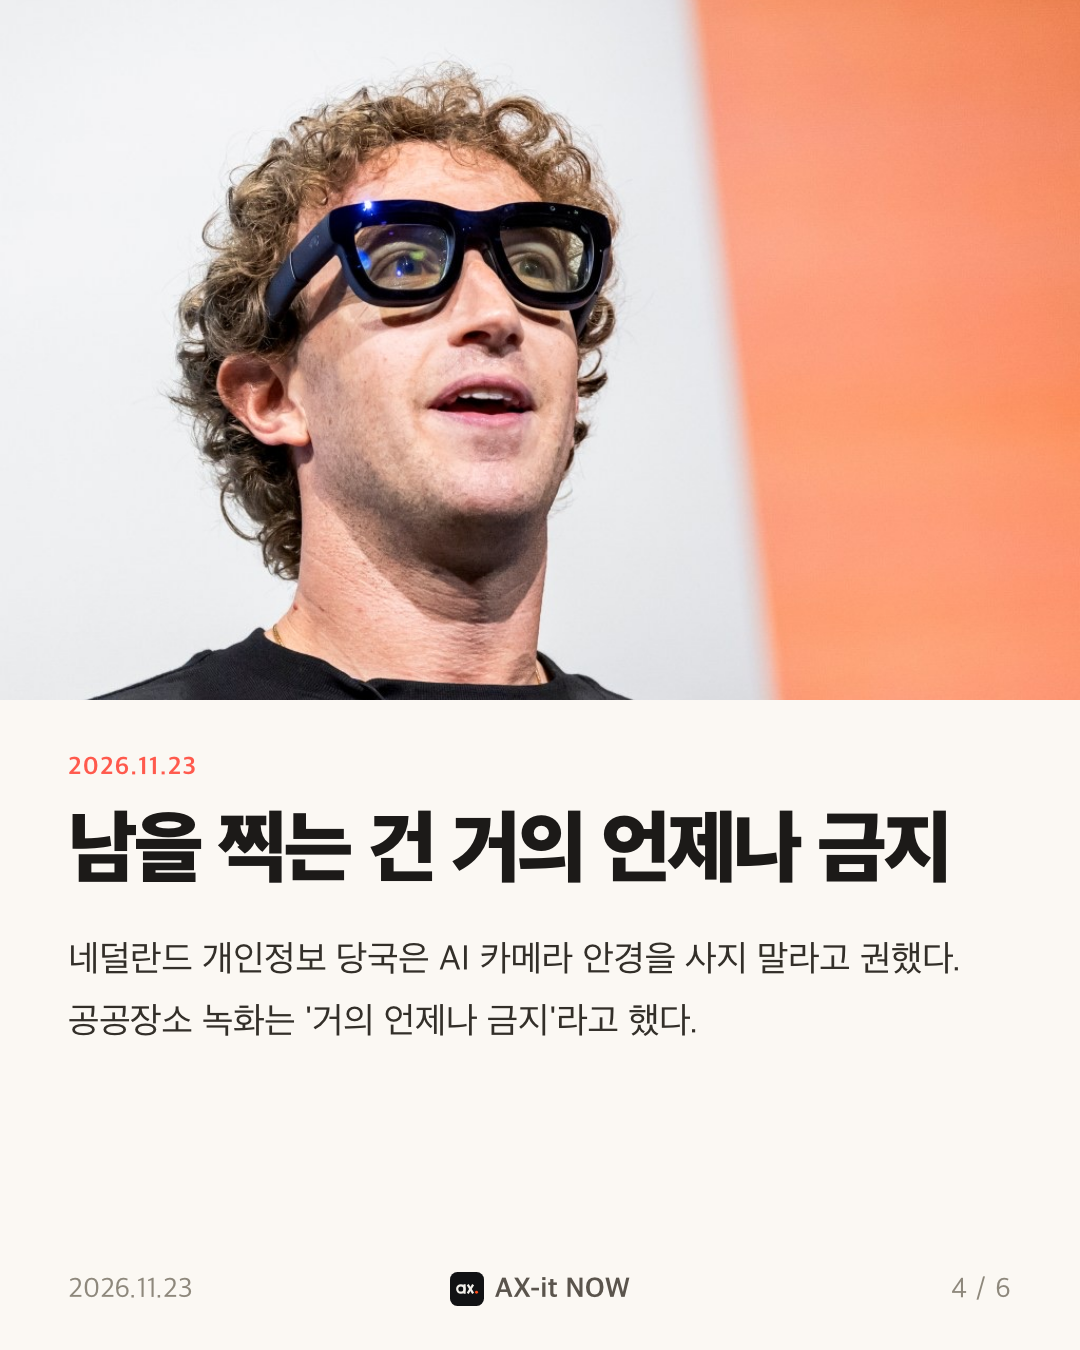 2026.11.23
남을 찍는 건 거의 언제나 금지
네덜란드 개인정보 당국은 AI 카메라 안경을 사지 말라고 권했다.
공공장소 녹화는 '거의 언제나 금지'라고 했다.
2026.11.23
ax.
AX-it NOW
4 / 6